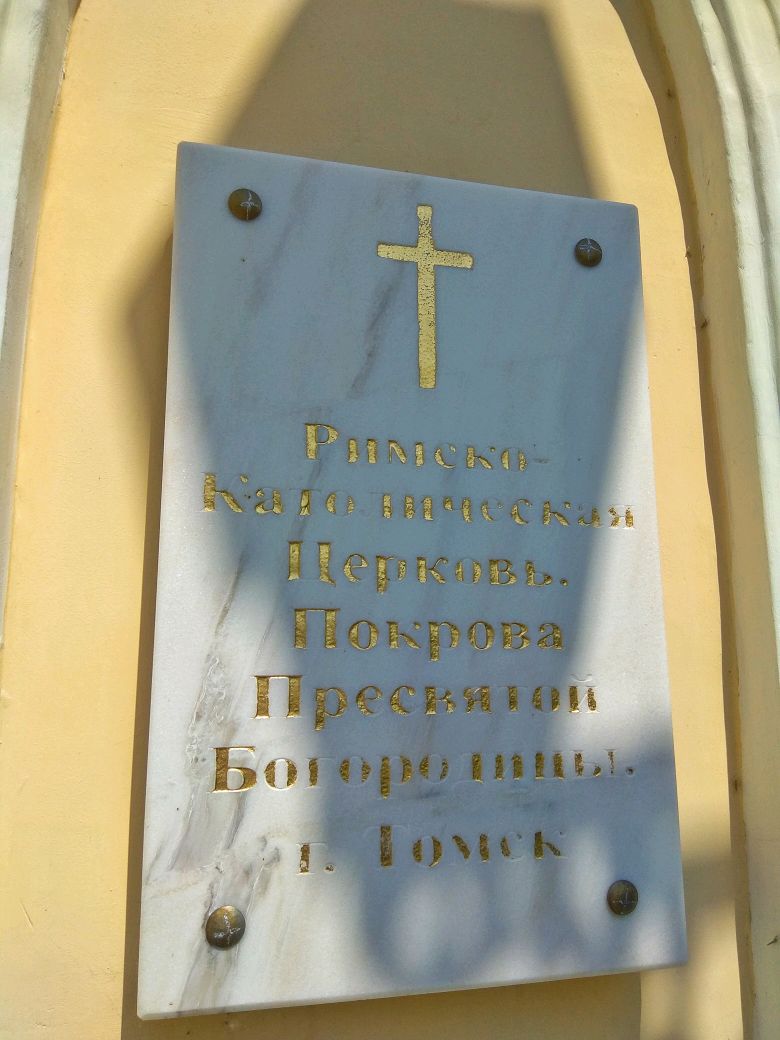 Римско-
Католическая
Церковь.
Покрова
Пресвятой
Богородицы.
г. Томск